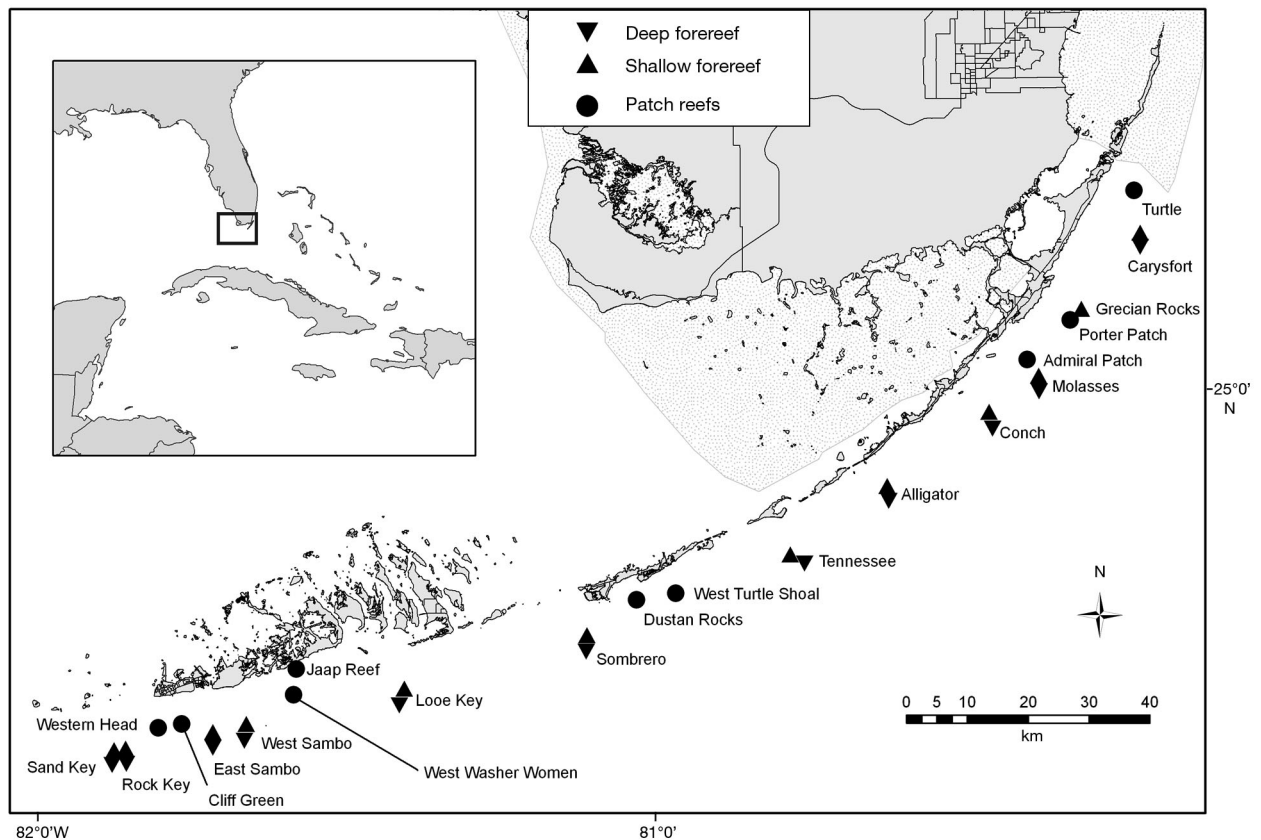 Deep forereef
Shallow forereef
Patch reefs
Turtle
Carysfort
Grecian Rocks
Porter Patch
Admiral Patch
Molasses
25°0’
N
Conch
Alligator
Tennessee
West Turtle Shoal
Dustan Rocks
N
Sombrero
Jaap Reef
Looe Key
0 5 10 20 30 40
km
Western Head
West Sambo
Sand Key
East Sambo
West Washer Women
Rock Key
Cliff Green
82°0’W
81°0’